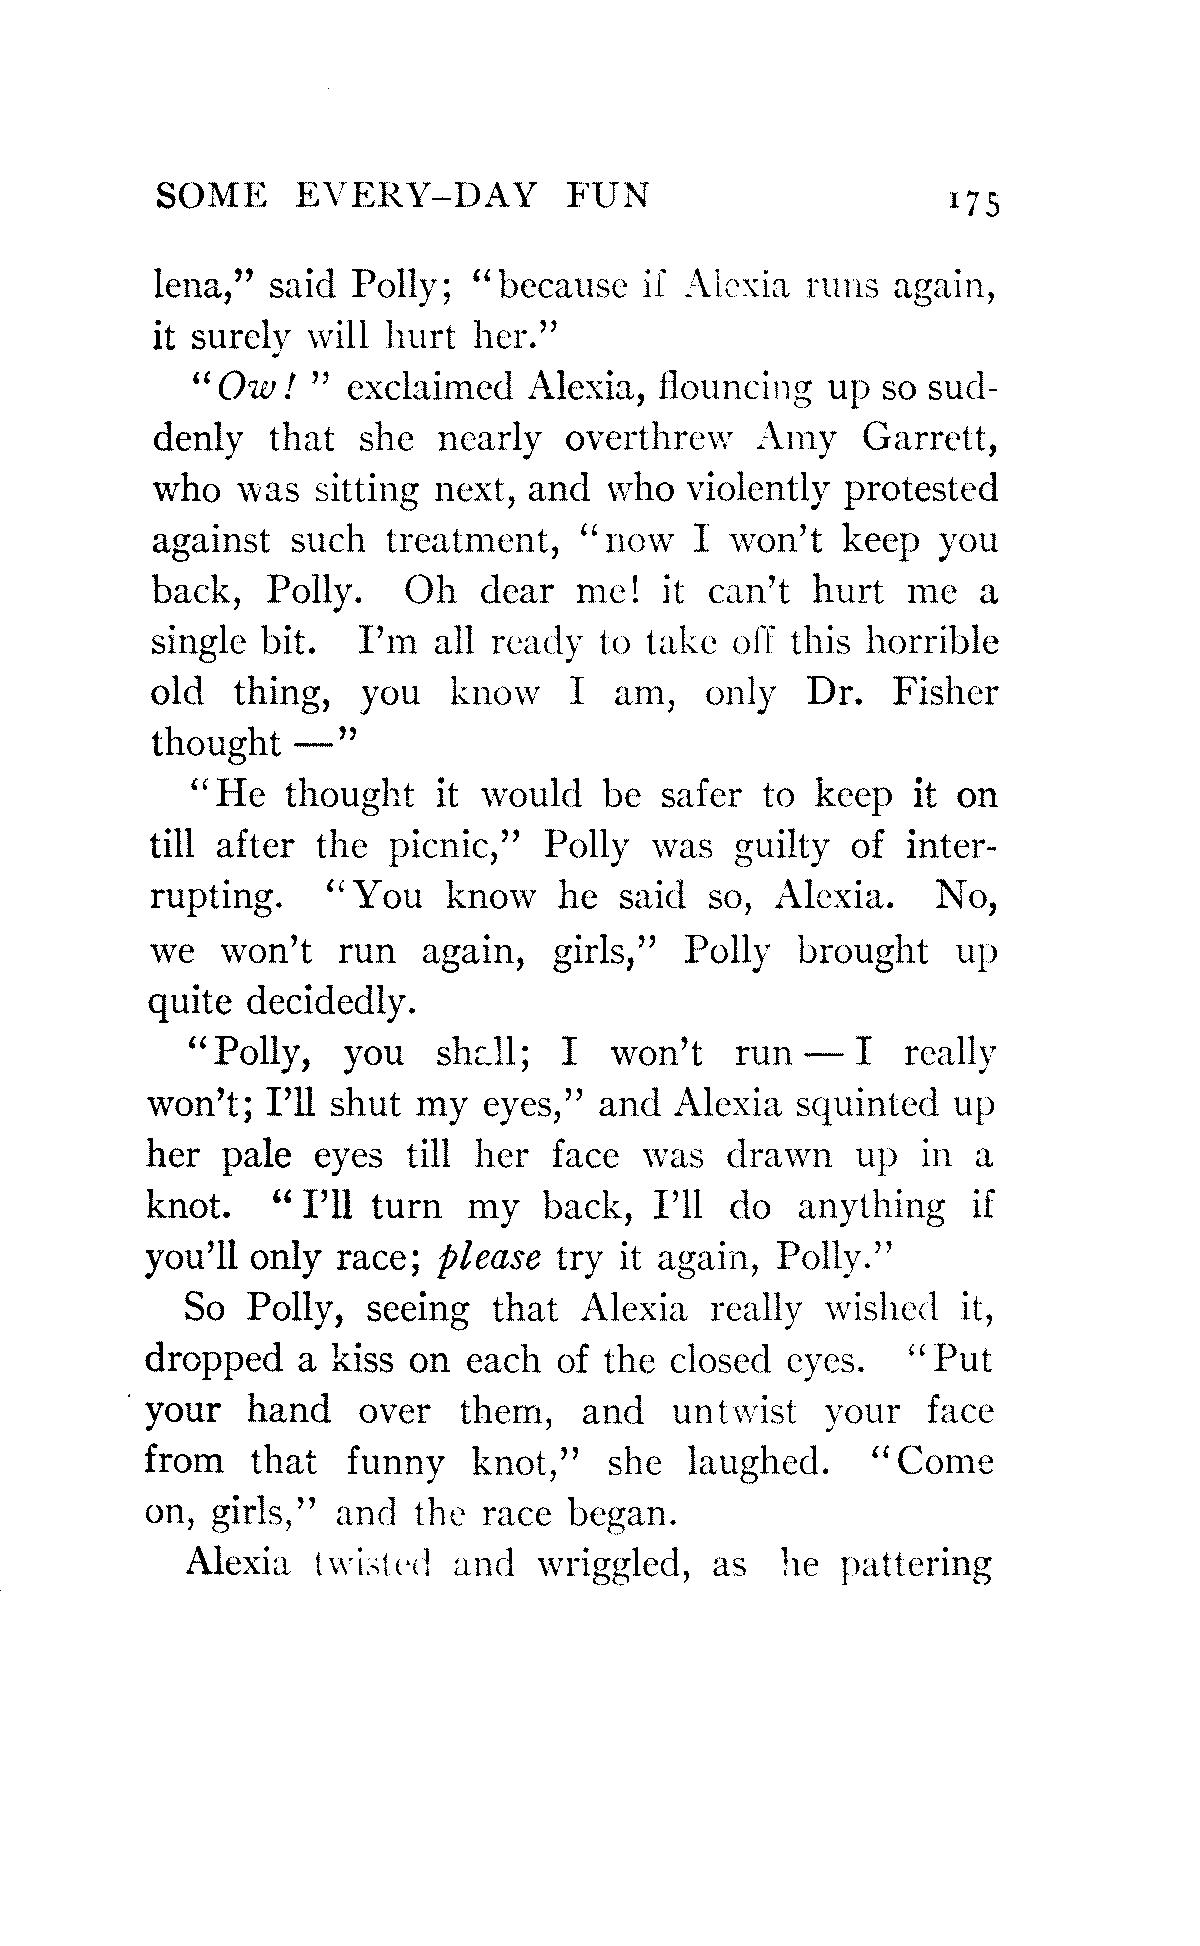 SOME EVERY-DAY FUN 175
lena,” said Polly; “because if Alexia runs again,
it surely will hurt her.”
“Ow! ” exclaimed Alexia, flouncing up so sud-
denly that she nearly overthrew Amy Garrett,
who was sitting next, and who violently protested
against such treatment, “now I won’t keep you
back, Polly. Oh dear me! it can’t hurt me a
single bit. I’m all ready to take off this horrible
old thing, you know I am, only Dr. Fisher
thought —”
“He thought it would be safer to keep it on
till after the picnic,” Polly was guilty of inter-
rupting. “You know he said so, Alexia. No,
we won’t run again, girls,” Polly brought up
quite decidedly.
“Polly, you shall; I won’t run — I really
won’t; I’ll shut my eyes,” and Alexia squinted up
her pale eyes till her face was drawn up in a
knot. “I’ll turn my back, I’ll do anything if
you’ll only race; please try it again, Polly.”
So Polly, seeing that Alexia really wished it,
dropped a kiss on each of the closed eyes. “Put
your hand over them, and untwist your face
from that funny knot,” she laughed. “Come
on, girls,” and the race began.
Alexia twisted and wriggled, as he pattering